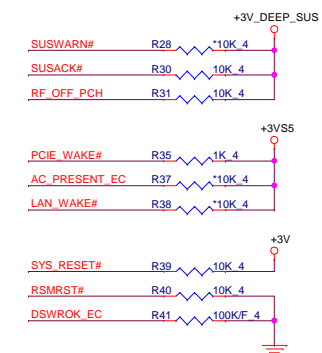 +3V_DEEP_SUS
SUSWARN# R28 *10K_4
SUSACK# R30 10K_4
RF_OFF_PCH R31 10K_4
+3VS5
PCIE_WAKE# R35 1K_4
AC_PRESENT_EC R37 *10K_4
LAN_WAKE# R38 *10K_4
+3V
SYS_RESET# R39 10K_4
RSMRST# R40 10K_4
DSWROK_EC R41 100K/F_4